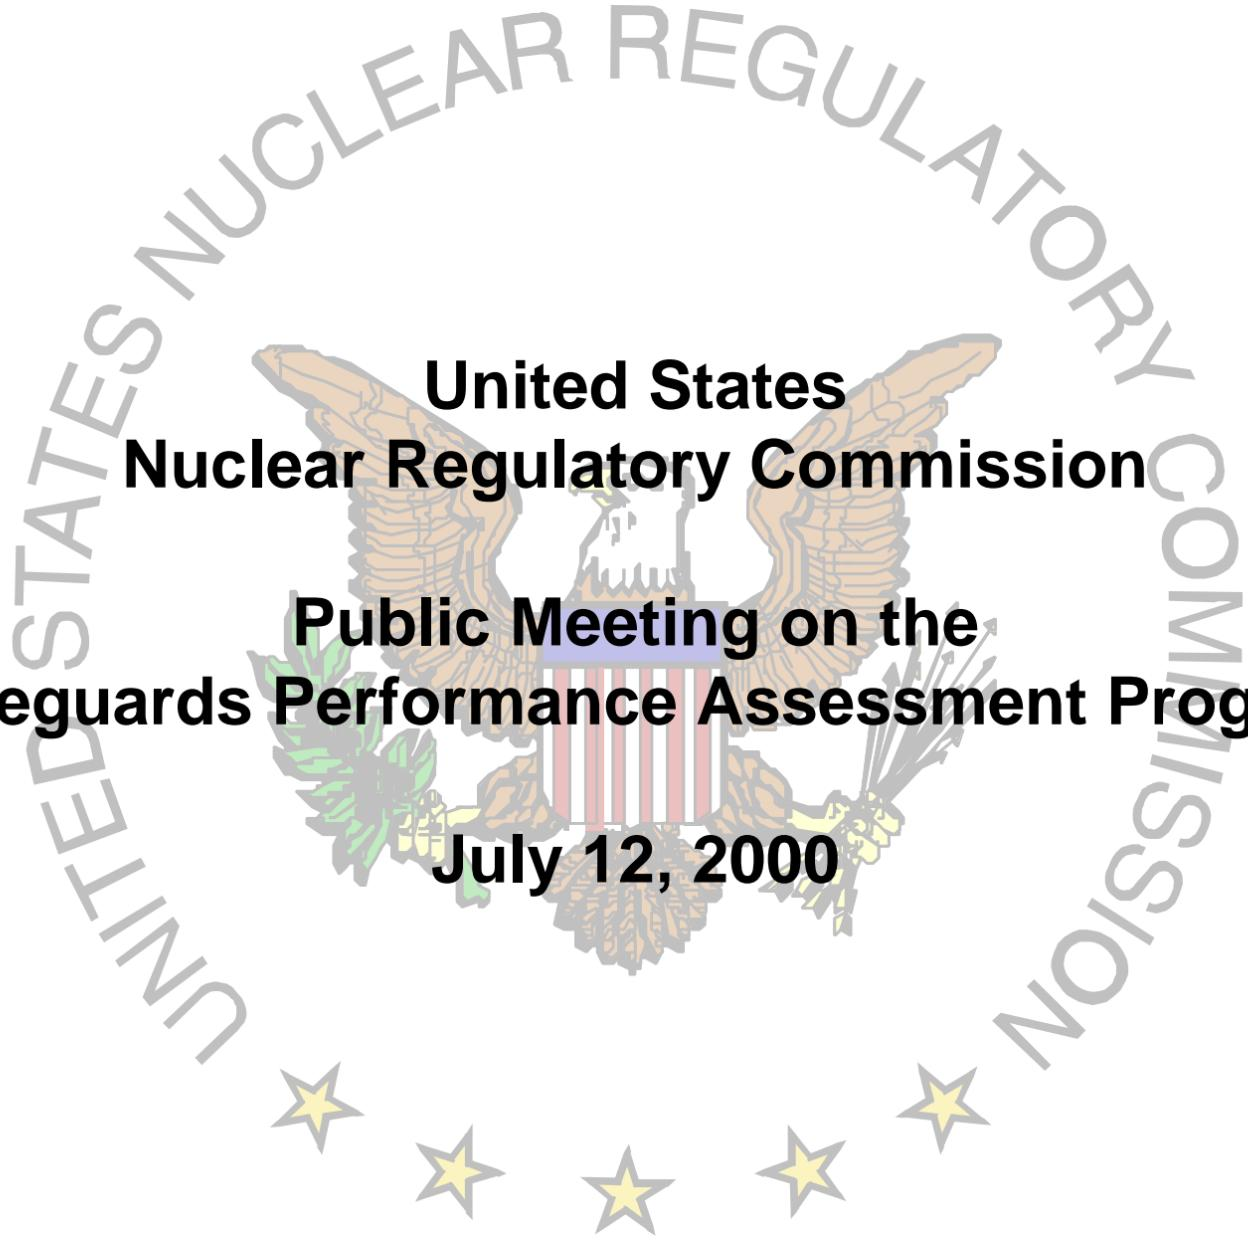 UNITED STATES NUCLEAR REGULATORY COMMISSION
United States
Nuclear Regulatory Commission
Public Meeting on the
eguards Performance Assessment Prog
July 12, 2000